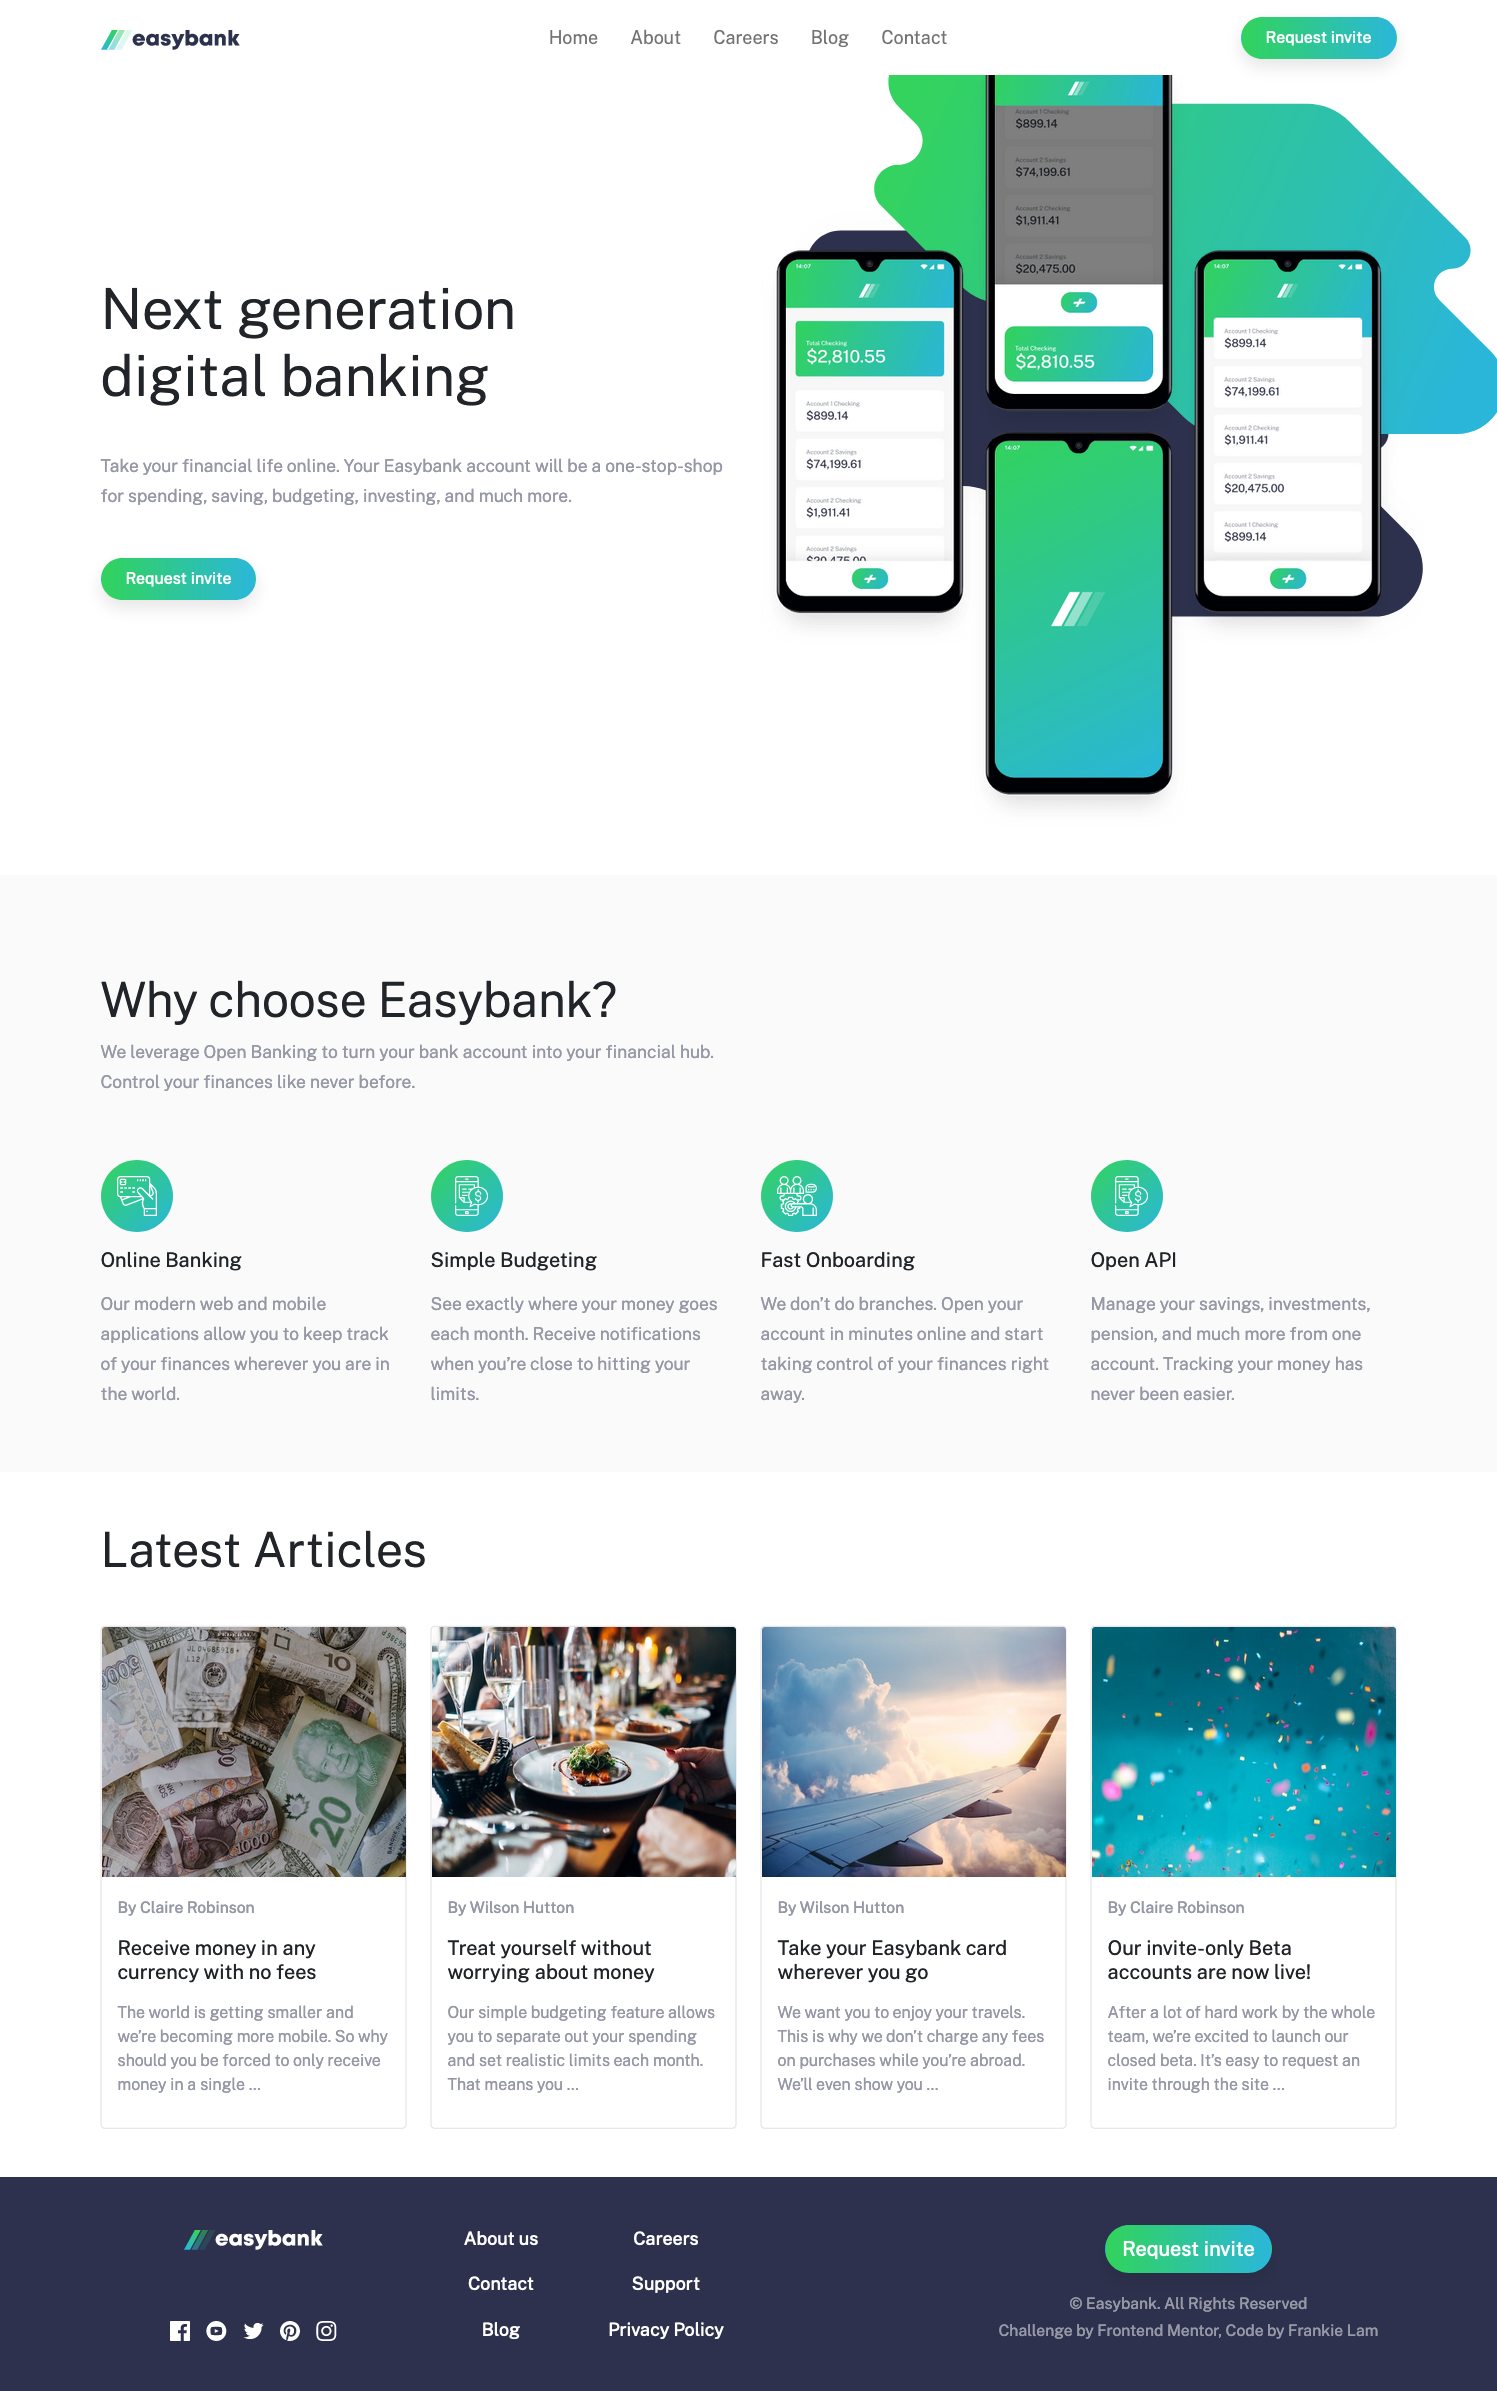 easybank
Home About Careers Blog Contact
Request invite
Next generation
digital banking
Take your financial life online. Your Easybank account will be a one-stop-shop
for spending, saving, budgeting, investing, and much more.
Request invite
14:07
Total Checking
$2,810.55
Account 1 Checking
$899.14
Account 2 Savings
$74,199.61
Account 2 Checking
$1,911.41
Account 2 Savings
$20,475.00
Account 1 Checking
$899.14
Account 2 Savings
$74,199.61
Account 2 Checking
$1,911.41
Account 2 Savings
$20,475.00
Total Checking
$2,810.55
14:07
14:07
Account 1 Checking
$899.14
Account 2 Savings
$74,199.61
Account 2 Checking
$1,911.41
Account 2 Savings
$20,475.00
Account 1 Checking
$899.14
Why choose Easybank?
We leverage Open Banking to turn your bank account into your financial hub.
Control your finances like never before.
Online Banking
Our modern web and mobile
applications allow you to keep track
of your finances wherever you are in
the world.
Simple Budgeting
See exactly where your money goes
each month. Receive notifications
when you’re close to hitting your
limits.
Fast Onboarding
We don’t do branches. Open your
account in minutes online and start
taking control of your finances right
away.
Open API
Manage your savings, investments,
pension, and much more from one
account. Tracking your money has
never been easier.
Latest Articles
10
20
1000
By Claire Robinson
Receive money in any
currency with no fees
The world is getting smaller and
we’re becoming more mobile. So why
should you be forced to only receive
money in a single ...
By Wilson Hutton
Treat yourself without
worrying about money
Our simple budgeting feature allows
you to separate out your spending
and set realistic limits each month.
That means you ...
By Wilson Hutton
Take your Easybank card
wherever you go
We want you to enjoy your travels.
This is why we don’t charge any fees
on purchases while you’re abroad.
We’ll even show you ...
By Claire Robinson
Our invite-only Beta
accounts are now live!
After a lot of hard work by the whole
team, we’re excited to launch our
closed beta. It’s easy to request an
invite through the site ...
easybank
About us
Contact
Blog
Careers
Support
Privacy Policy
Request invite
© Easybank. All Rights Reserved
Challenge by Frontend Mentor, Code by Frankie Lam